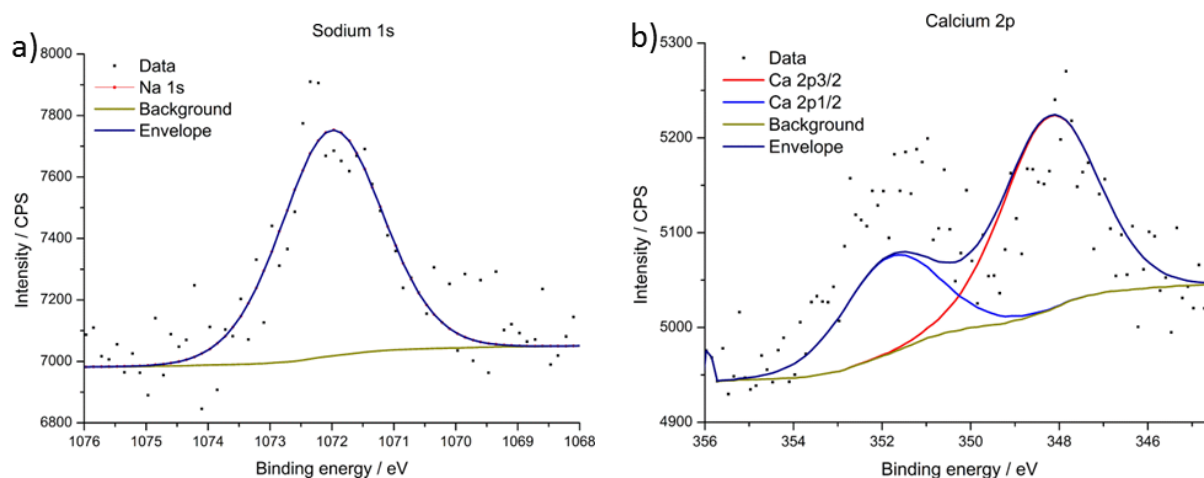 a)
Sodium 1s
Data
Na 1s
Background
Envelope
8000
7800
7600
7400
7200
7000
6800
Intensity / CPS
1076 1075 1074 1073 1072 1071 1070 1069 1068
Binding energy / eV
b)
Calcium 2p
Data
Ca 2p3/2
Ca 2p1/2
Background
Envelope
5300
5200
5100
5000
4900
Intensity / CPS
356 354 352 350 348 346
Binding energy / eV